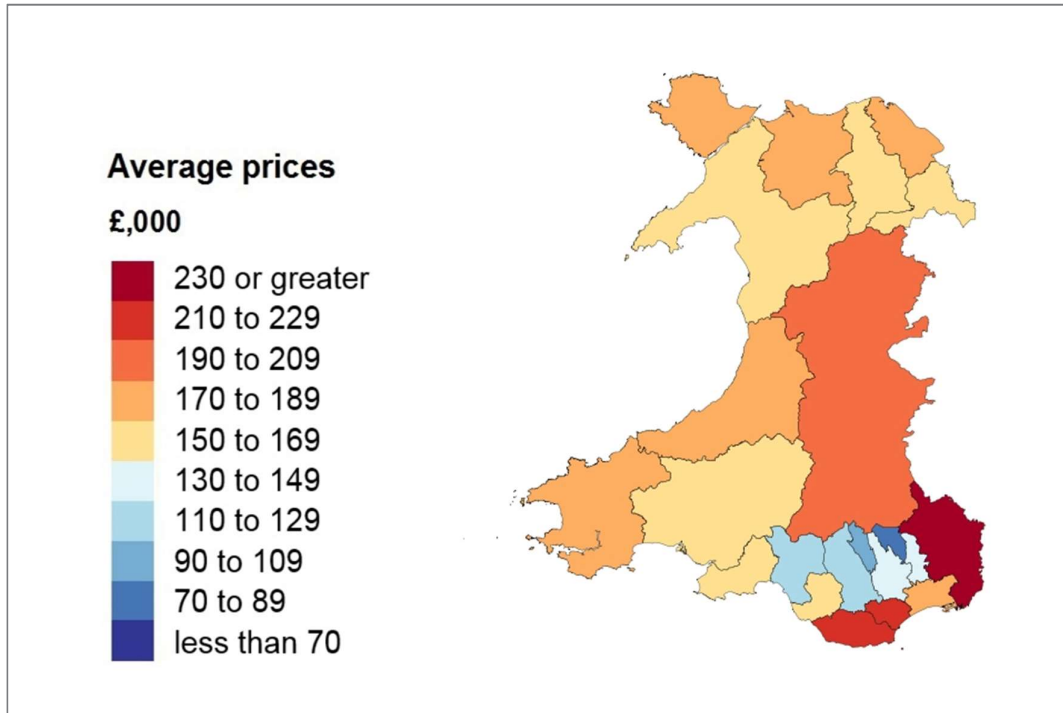 Average prices
£,000
230 or greater
210 to 229
190 to 209
170 to 189
150 to 169
130 to 149
110 to 129
90 to 109
70 to 89
less than 70